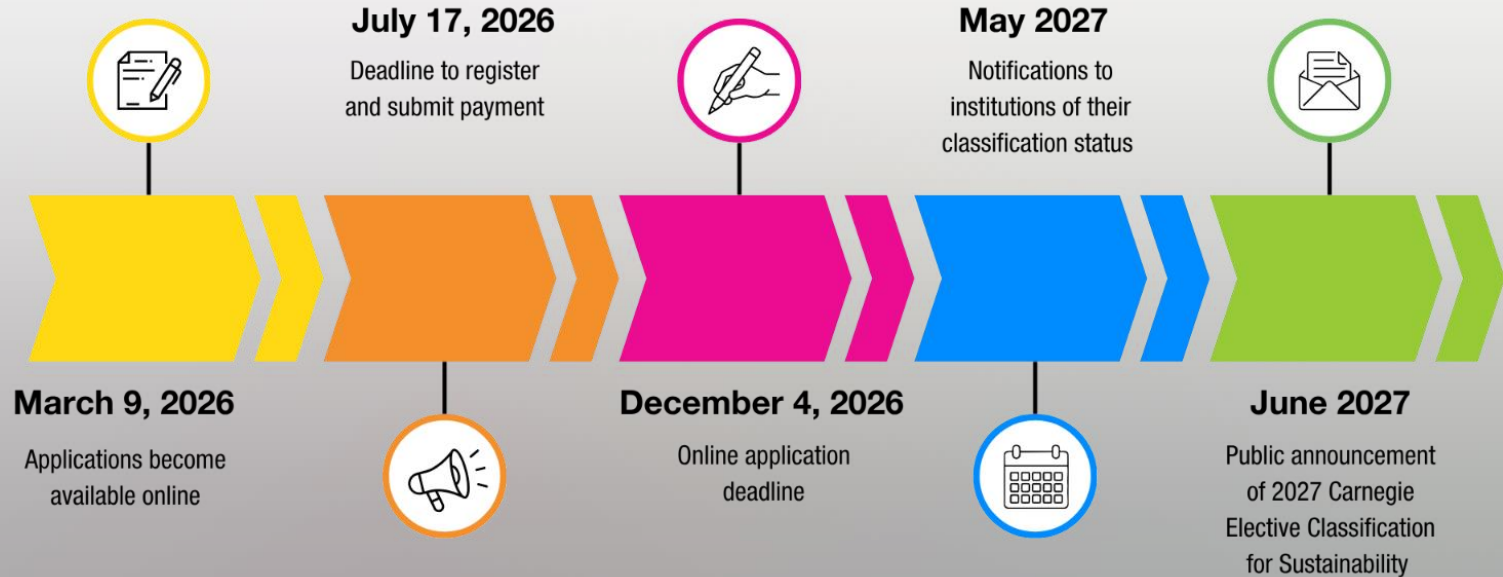 March 9, 2026
Applications become
available online
July 17, 2026
Deadline to register
and submit payment
December 4, 2026
Online application
deadline
May 2027
Notifications to
institutions of their
classification status
June 2027
Public announcement
of 2027 Carnegie
Elective Classification
for Sustainability